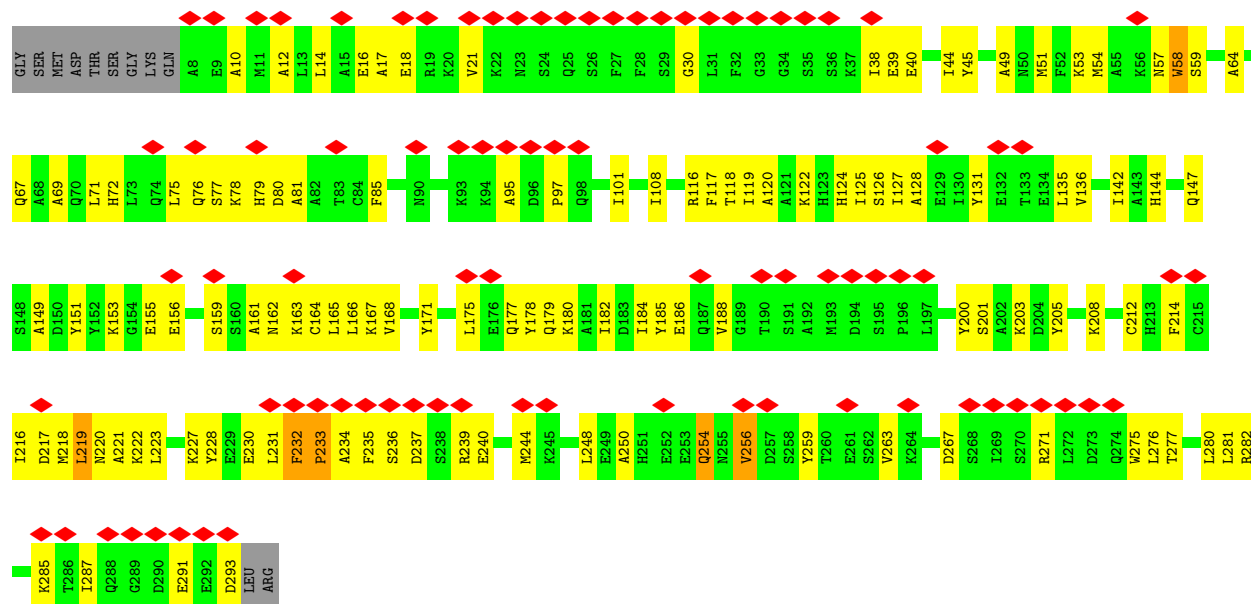 GLY SER MET ASP THR SER GLY LYS GLN A8 E9 A10 M11 A12 L13 L14 A15 E16 A17 E18 R19 K20 V21 K22 N23 S24 Q25 S26 F27 F28 S29 G30 L31 F32 G33 G34 S35 S36 K37 I38 E39 E40 I44 Y45 A49 N50 M51 F52 K53 M54 A55 K56 N57 W58 S59 A64
Q67 A68 A69 Q70 L71 H72 L73 Q74 L75 Q76 S77 K78 H79 D80 A81 A82 T83 C84 F85 N90 K93 K94 A95 D96 P97 Q98 I101 I108 R116 F117 T118 I119 A120 A121 K122 H123 H124 I125 S126 I127 A128 E129 I130 Y131 E132 T133 E134 L135 V136 I142 A143 H144 Q147
S148 A149 D150 Y151 Y152 K153 G154 E155 E156 S159 S160 A161 N162 K163 C164 L165 L166 K167 V168 Y171 L175 E176 Q177 Y178 Q179 K180 A181 I182 D183 I184 Y185 E186 Q187 V188 G189 T190 S191 A192 M193 D194 S195 P196 L197 Y200 S201 A202 K203 D204 Y205 K208 C212 H213 F214 C215
I216 D217 M218 L219 N220 A221 K222 L223 K227 Y228 E229 E230 L231 F232 P233 A234 F235 S236 D237 S238 R239 E240 M244 K245 L248 E249 A250 H251 E252 E253 Q254 N255 V256 D257 S258 Y259 T260 E261 S262 V263 K264 D267 S268 I269 S270 R271 L272 D273 Q274 W275 L276 T277 L280 L281 R282
K285 T286 I287 Q288 G289 D290 E291 E292 D293 LEU ARG